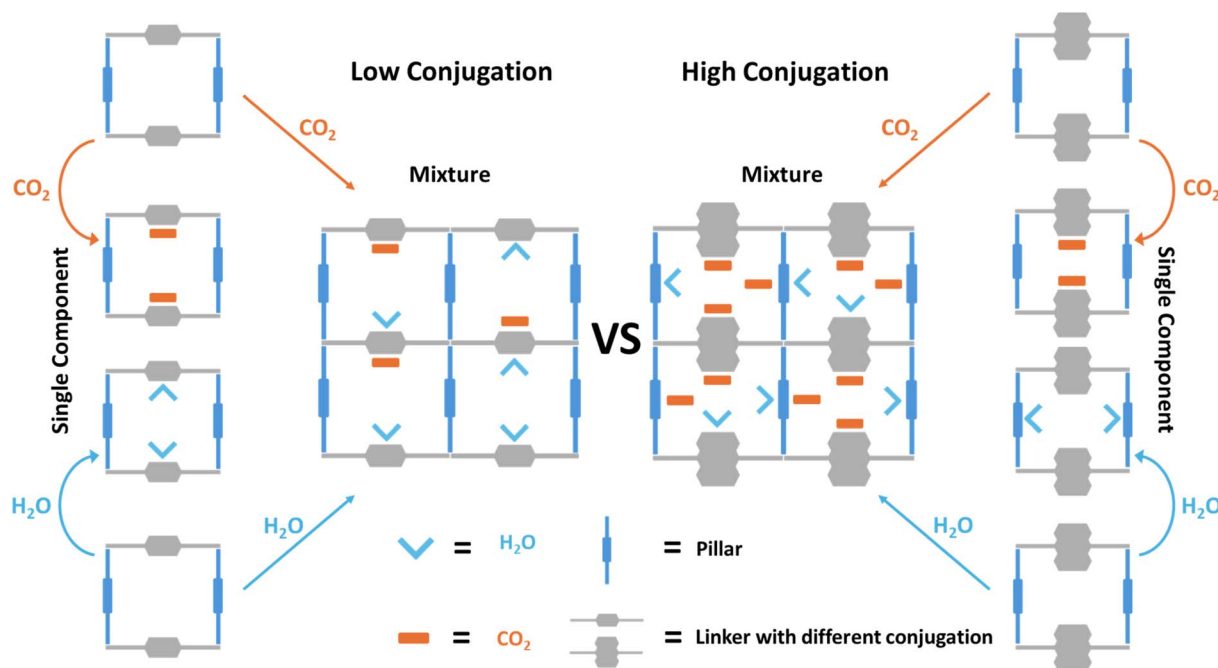 Low Conjugation
High Conjugation
CO₂
CO₂
Mixture
Mixture
CO₂
CO₂
Single Component
Single Component
VS
H₂O
H₂O
H₂O
H₂O
= H₂O
= Pillar
= CO₂
= Linker with different conjugation